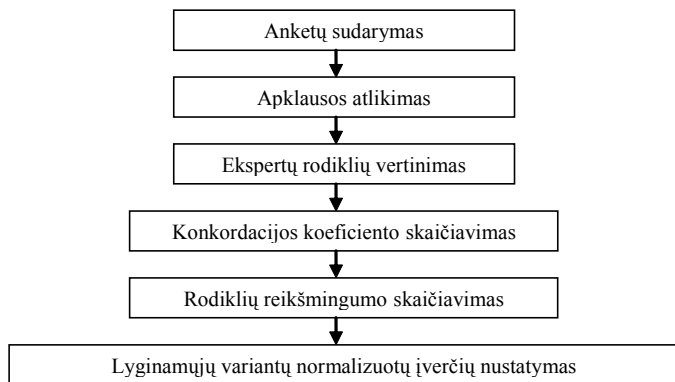 Anketų sudarymas
Apklausos atlikimas
Ekspertų rodiklių vertinimas
Konkordacijos koeficiento skaičiavimas
Rodiklių reikšmingumo skaičiavimas
Lyginamųjų variantų normalizuotų įverčių nustatymas